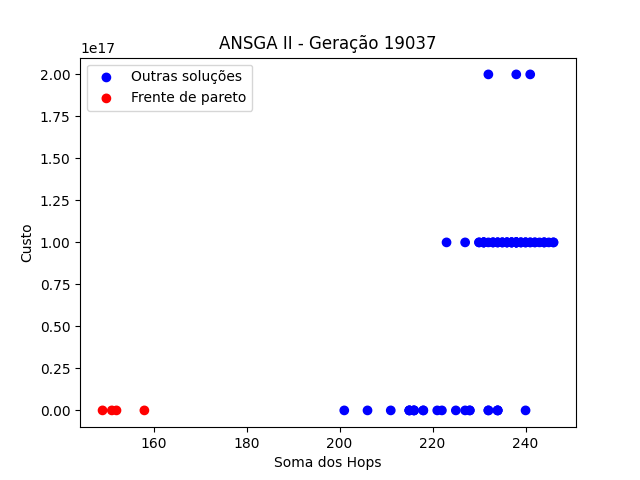 ANSGA II - Geração 19037
1e17
Outras soluções
Frente de pareto
2.00
1.75
1.50
1.25
1.00
0.75
0.50
0.25
0.00
Custo
160
180
200
220
240
Soma dos Hops